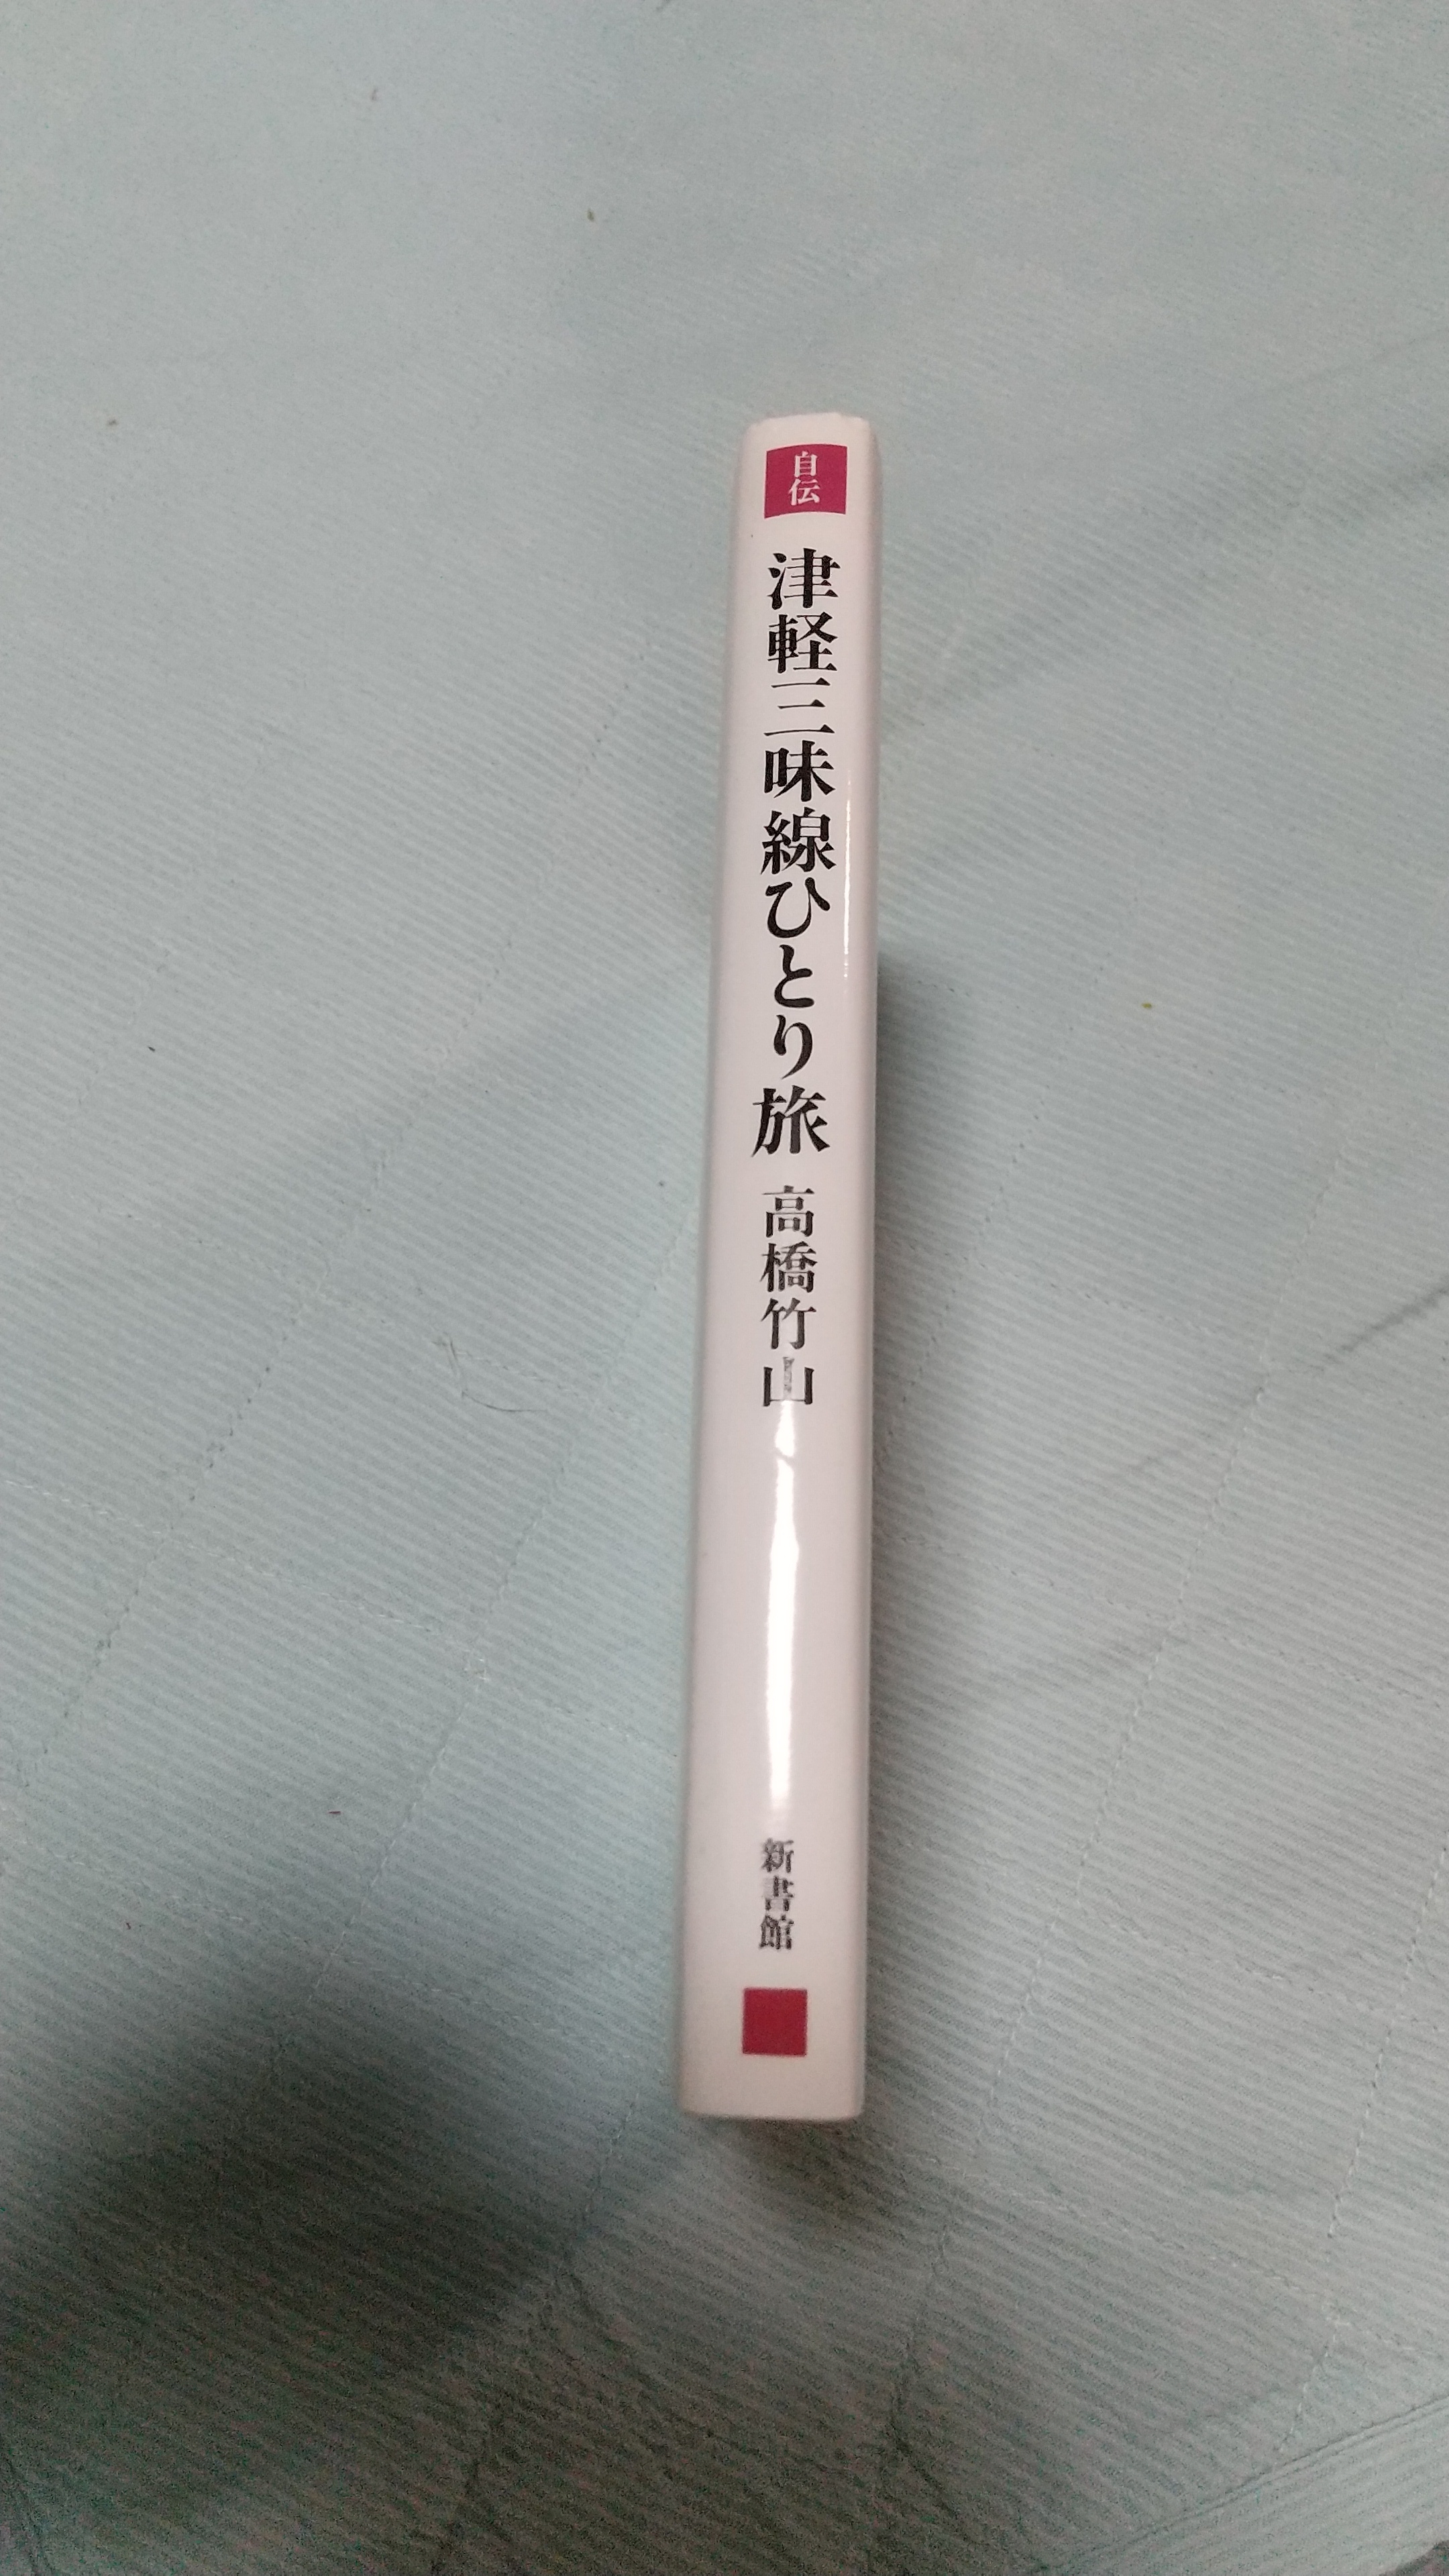 自伝
津軽三味線ひとり旅
高橋竹山
新書館